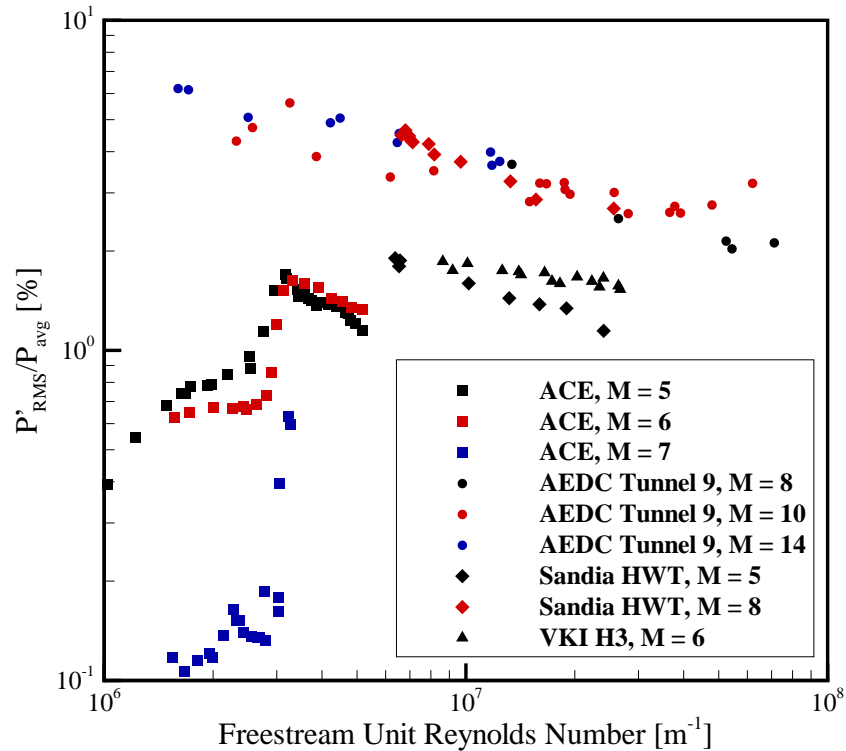 10¹
10⁰
10⁻¹
P'RMS/Pavg [%]
ACE, M = 5
ACE, M = 6
ACE, M = 7
AEDC Tunnel 9, M = 8
AEDC Tunnel 9, M = 10
AEDC Tunnel 9, M = 14
Sandia HWT, M = 5
Sandia HWT, M = 8
VKI H3, M = 6
10⁶
10⁷
10⁸
Freestream Unit Reynolds Number [m⁻¹]